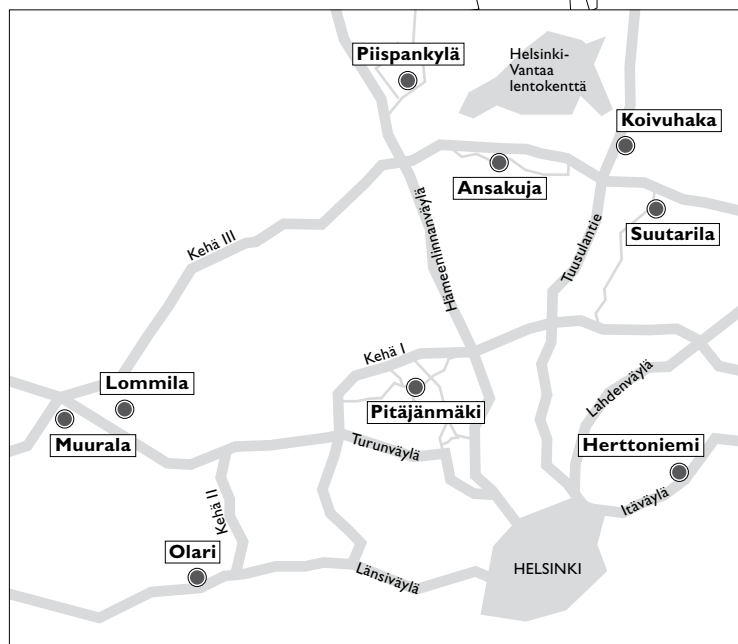 Piispankylä
Helsinki-
Vantaa
lentokenttä
Koivuhaka
Ansakuja
Suutarila
Kehä III
Hämeenlinnanväylä
Tuusulantie
Kehä I
Lommila
Pitäjänmäki
Lahdenväylä
Muurala
Turunväylä
Herttoniemi
Kehä II
Itäväylä
Olari
Länsiväylä
HELSINKI